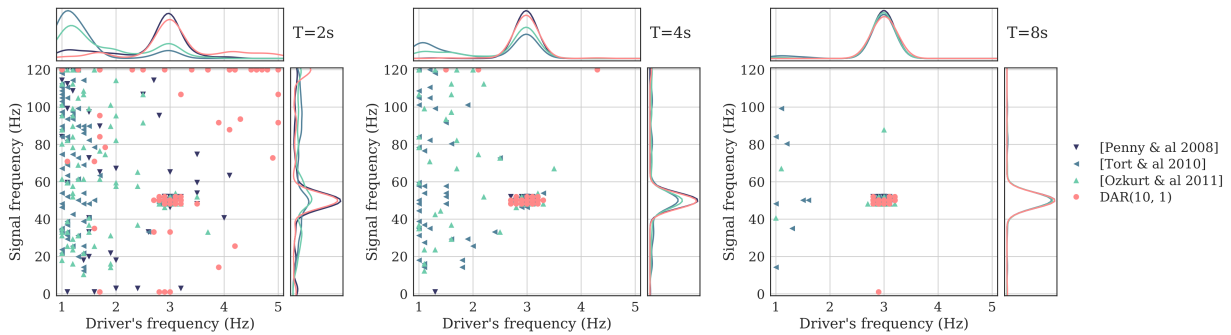 T=2s
T=4s
T=8s
Signal frequency (Hz)
120
100
80
60
40
20
0
1
2
3
4
5
Driver's frequency (Hz)
Signal frequency (Hz)
120
100
80
60
40
20
0
1
2
3
4
5
Driver's frequency (Hz)
Signal frequency (Hz)
120
100
80
60
40
20
0
1
2
3
4
5
Driver's frequency (Hz)
[Penny & al 2008]
[Tort & al 2010]
[Ozkurt & al 2011]
DAR(10, 1)